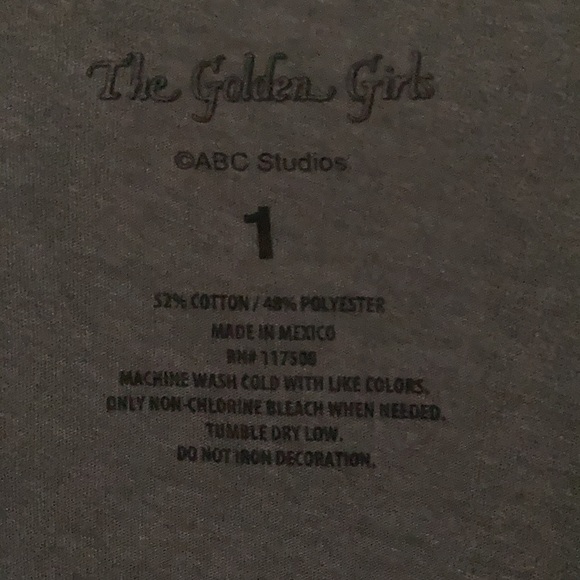 The Golden Girls
©ABC Studios
1
52% COTTON / 48% POLYESTER
MADE IN MEXICO
RN# 117508
MACHINE WASH COLD WITH LIKE COLORS.
ONLY NON-CHLORINE BLEACH WHEN NEEDED.
TUMBLE DRY LOW.
DO NOT IRON DECORATION.